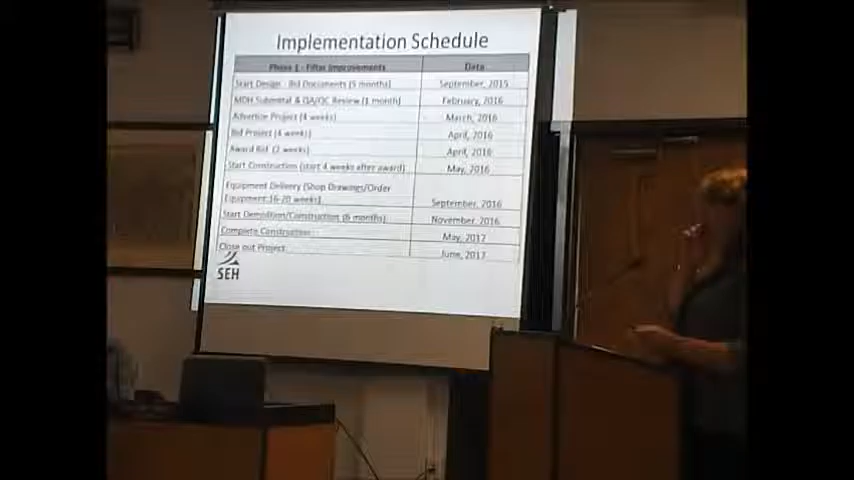 Implementation Schedule
Phase 1 - Filter Improvements Date
Start Design - Bid Documents (5 months) September, 2015
MDH Submittal & QA/QC Review (1 month) February, 2016
Advertise Project (4 weeks) March, 2016
Bid Project (4 weeks) April, 2016
Award Bid (2 weeks) April, 2016
Start Construction (start 4 weeks after award) May, 2016
Equipment Delivery (Shop Drawings/Order
Equipment:16-20 weeks) September, 2016
Start Demolition/Construction (6 months) November, 2016
Complete Construction May, 2017
Close out Project June, 2017
SEH